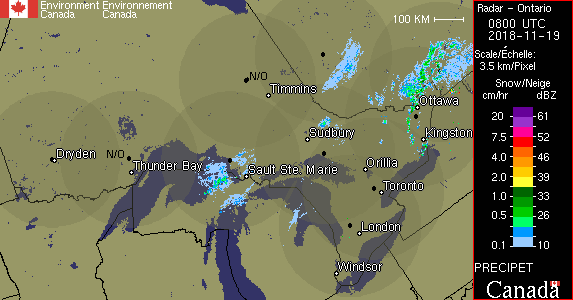 Environment Environnement
Canada Canada
100 KM
Radar - Ontario
0800 UTC
2018-11-19
Scale/Échelle:
3.5 km/Pixel
Snow/Neige
cm/hr dBZ
20 61
7.5 52
4.0 46
2.0 39
1.0 33
0.5 26
0.1 10
PRECIPET
Canada
N/O
Timmins
Ottawa
Sudbury
Kingston
Dryden
N/O
Thunder Bay
Sault Ste. Marie
Orillia
Toronto
London
Windsor